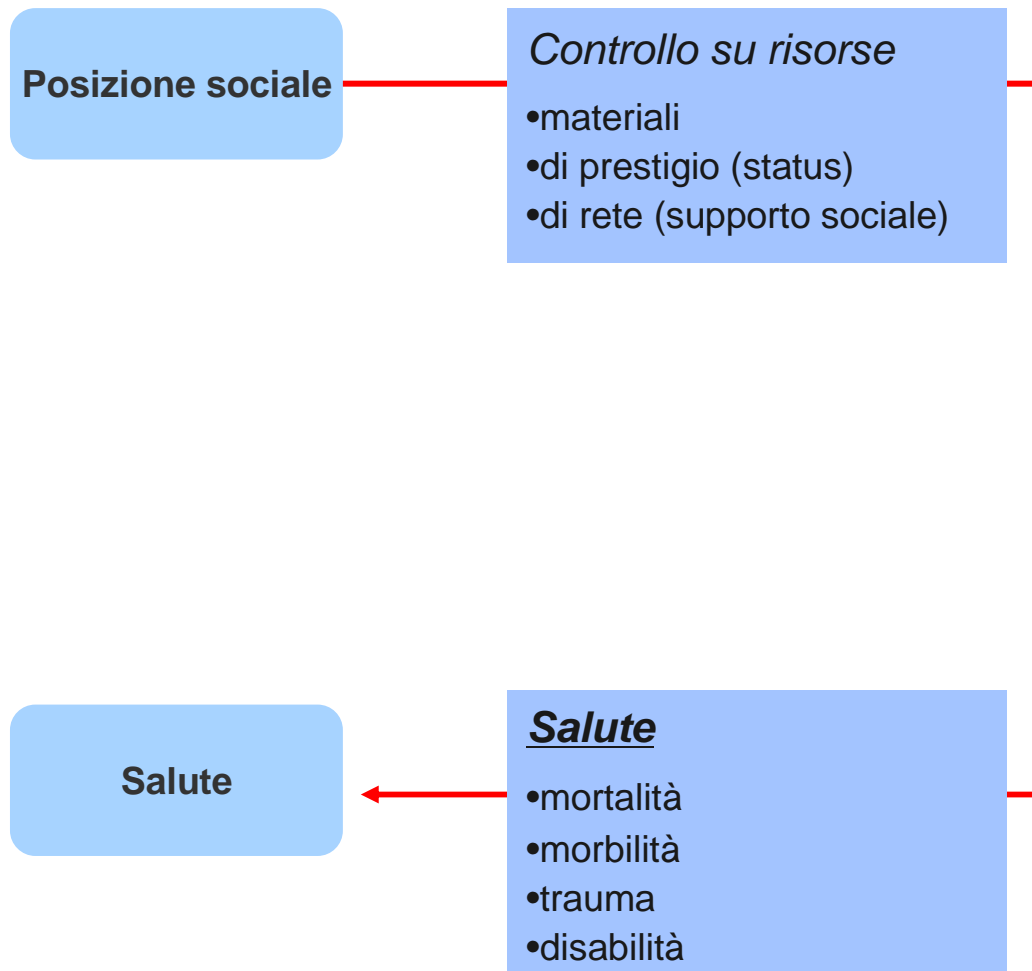 Posizione sociale
Controllo su risorse
•materiali
•di prestigio (status)
•di rete (supporto sociale)
Salute
Salute
•mortalità
•morbilità
•trauma
•disabilità